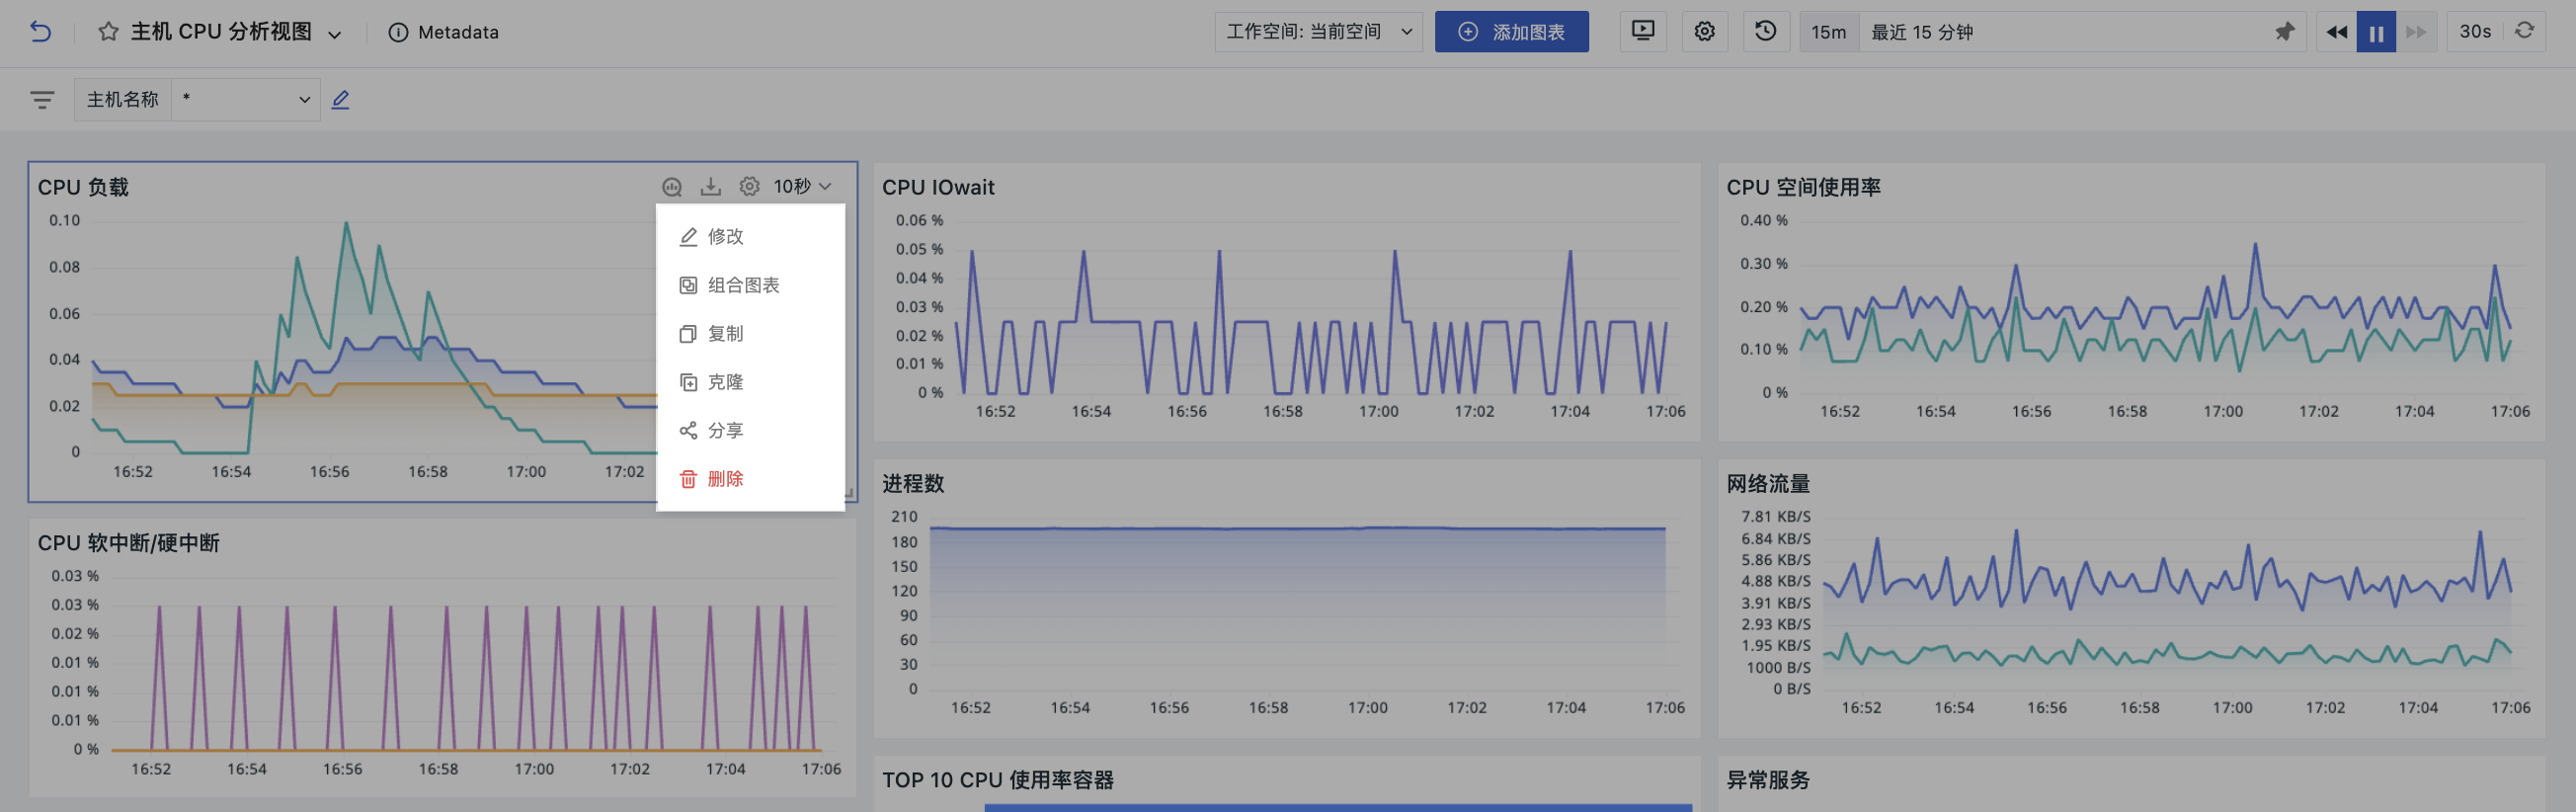 主机 CPU 分析视图
Metadata
工作空间: 当前空间
添加图表
15m
最近 15 分钟
30s
主机名称
*
CPU 负载
10秒
0.10
0.08
0.06
0.04
0.02
0
16:52
16:54
16:56
16:58
17:00
17:02
修改
组合图表
复制
克隆
分享
删除
CPU IOwait
0.06 %
0.05 %
0.04 %
0.03 %
0.02 %
0.01 %
0 %
16:52
16:54
16:56
16:58
17:00
17:02
17:04
17:06
CPU 空间使用率
0.40 %
0.30 %
0.20 %
0.10 %
0 %
16:52
16:54
16:56
16:58
17:00
17:02
17:04
17:06
CPU 软中断/硬中断
0.03 %
0.03 %
0.02 %
0.01 %
0.01 %
0.01 %
0 %
16:52
16:54
16:56
16:58
17:00
17:02
17:04
17:06
进程数
210
180
150
120
90
60
30
0
16:52
16:54
16:56
16:58
17:00
17:02
17:04
17:06
网络流量
7.81 KB/S
6.84 KB/S
5.86 KB/S
4.88 KB/S
3.91 KB/S
2.93 KB/S
1.95 KB/S
1000 B/S
0 B/S
16:52
16:54
16:56
16:58
17:00
17:02
17:04
17:06
TOP 10 CPU 使用率容器
异常服务